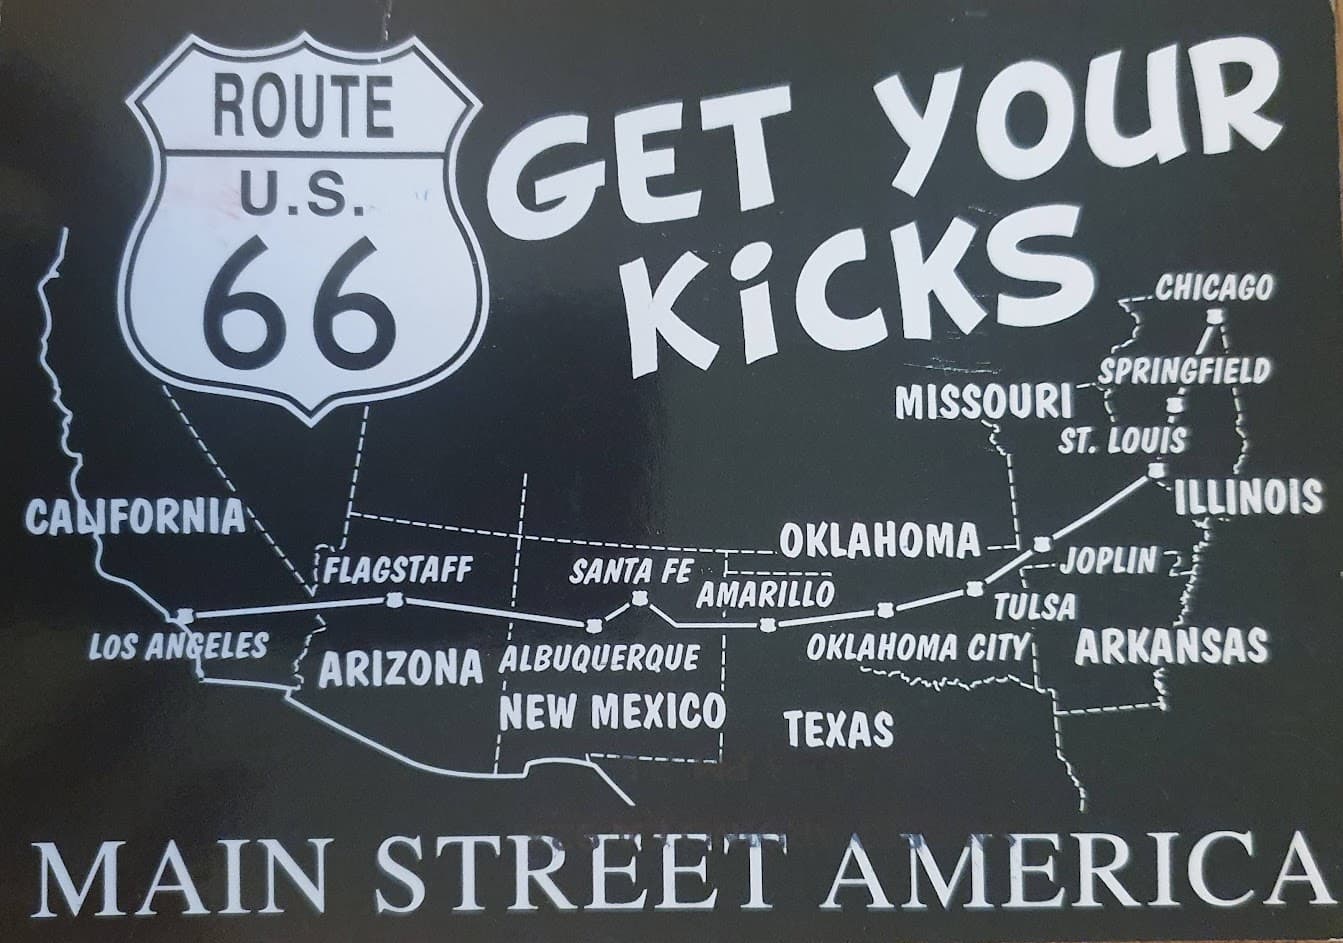 ROUTE
U.S.
66
GET YOUR
KiCKS
CHICAGO
SPRINGFIELD
MISSOURI
ST. LOUIS
ILLINOIS
CALIFORNIA
OKLAHOMA
JOPLIN
FLAGSTAFF
SANTA FE
AMARILLO
TULSA
LOS ANGELES
ARIZONA
ALBUQUERQUE
OKLAHOMA CITY
ARKANSAS
NEW MEXICO
TEXAS
MAIN STREET AMERICA